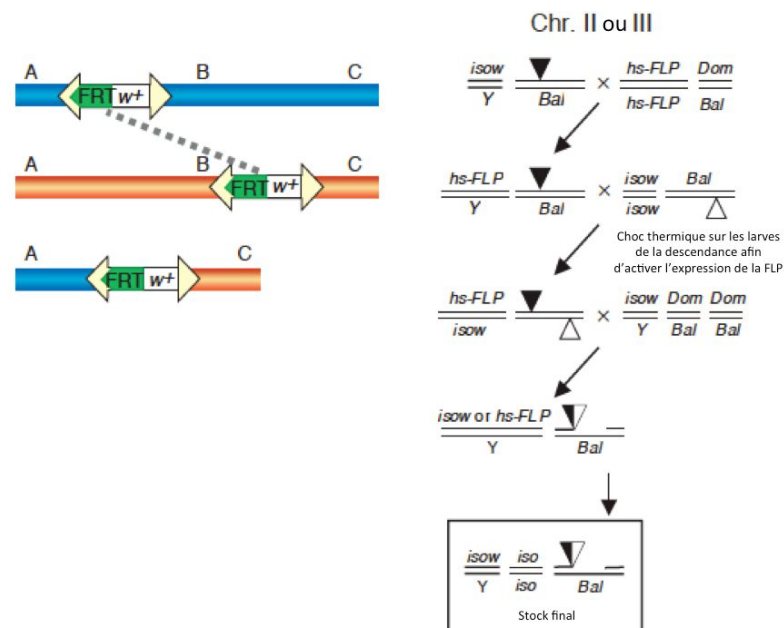 A B C
FRT w+
A B C
FRT w+
A C
FRT w+
Chr. II ou III
isow hs-FLP Dom
×
Y Bal hs-FLP Bal
hs-FLP isow Bal
×
Y Bal isow
Choc thermique sur les larves
de la descendance afin
d'activer l'expression de la FLP
hs-FLP isow Dom Dom
×
isow Y Bal Bal
isow or hs-FLP
Y Bal
isow iso
Y iso Bal
Stock final